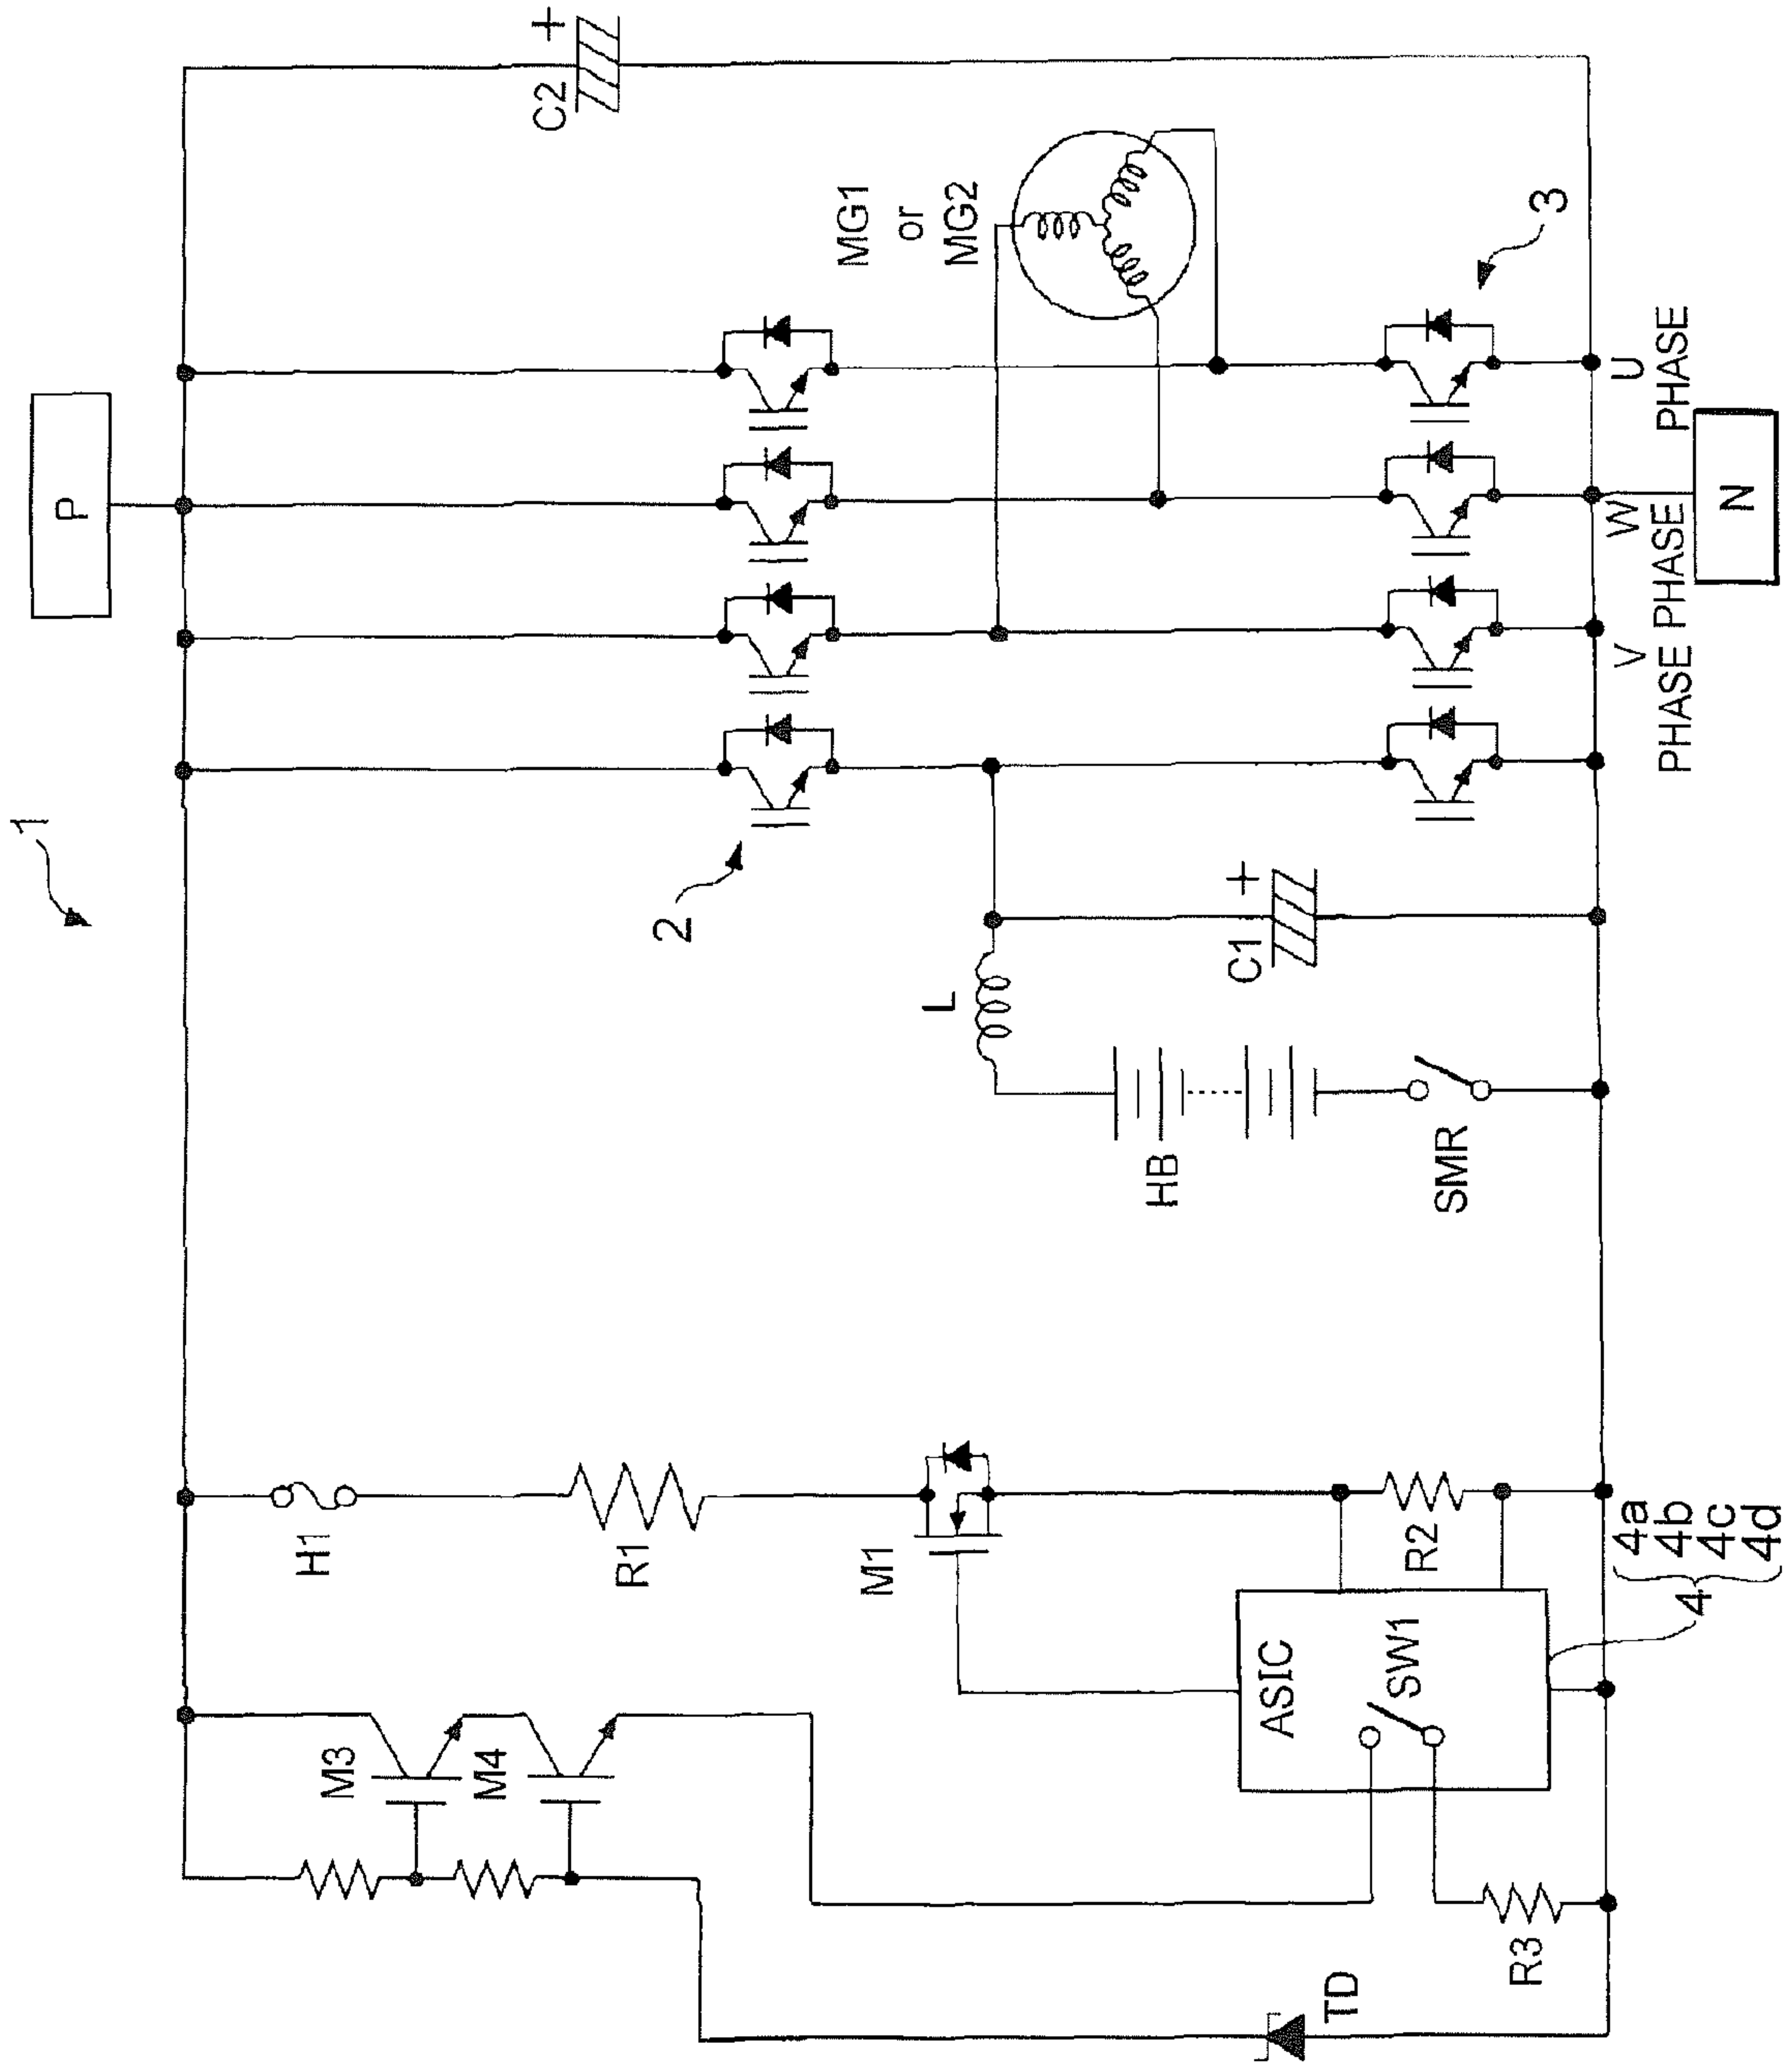 1
P
C2
+
MG1
or
MG2
2
3
L
C1
+
HB
SMR
H1
R1
M1
R2
M3
M4
ASIC
SW1
R3
TD
4
4a
4b
4c
4d
V
PHASE
W
PHASE
U
PHASE
N